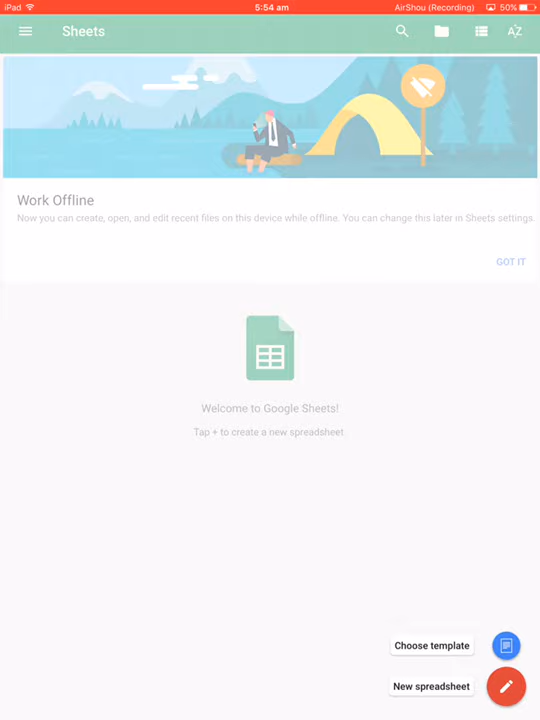 iPad 5:54 am AirShou (Recording) 50%
Sheets AZ
Work Offline
Now you can create, open, and edit recent files on this device while offline. You can change this later in Sheets settings.
GOT IT
Welcome to Google Sheets!
Tap + to create a new spreadsheet
Choose template
New spreadsheet